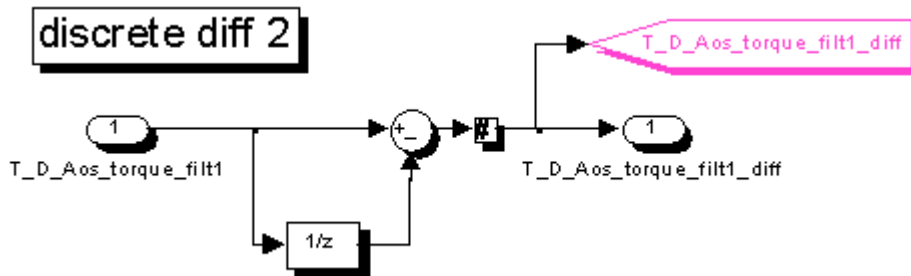 discrete diff 2
T_D_Aos_torque_filt1_diff
1
T_D_Aos_torque_filt1
+
-
#
1
T_D_Aos_torque_filt1_diff
1/z